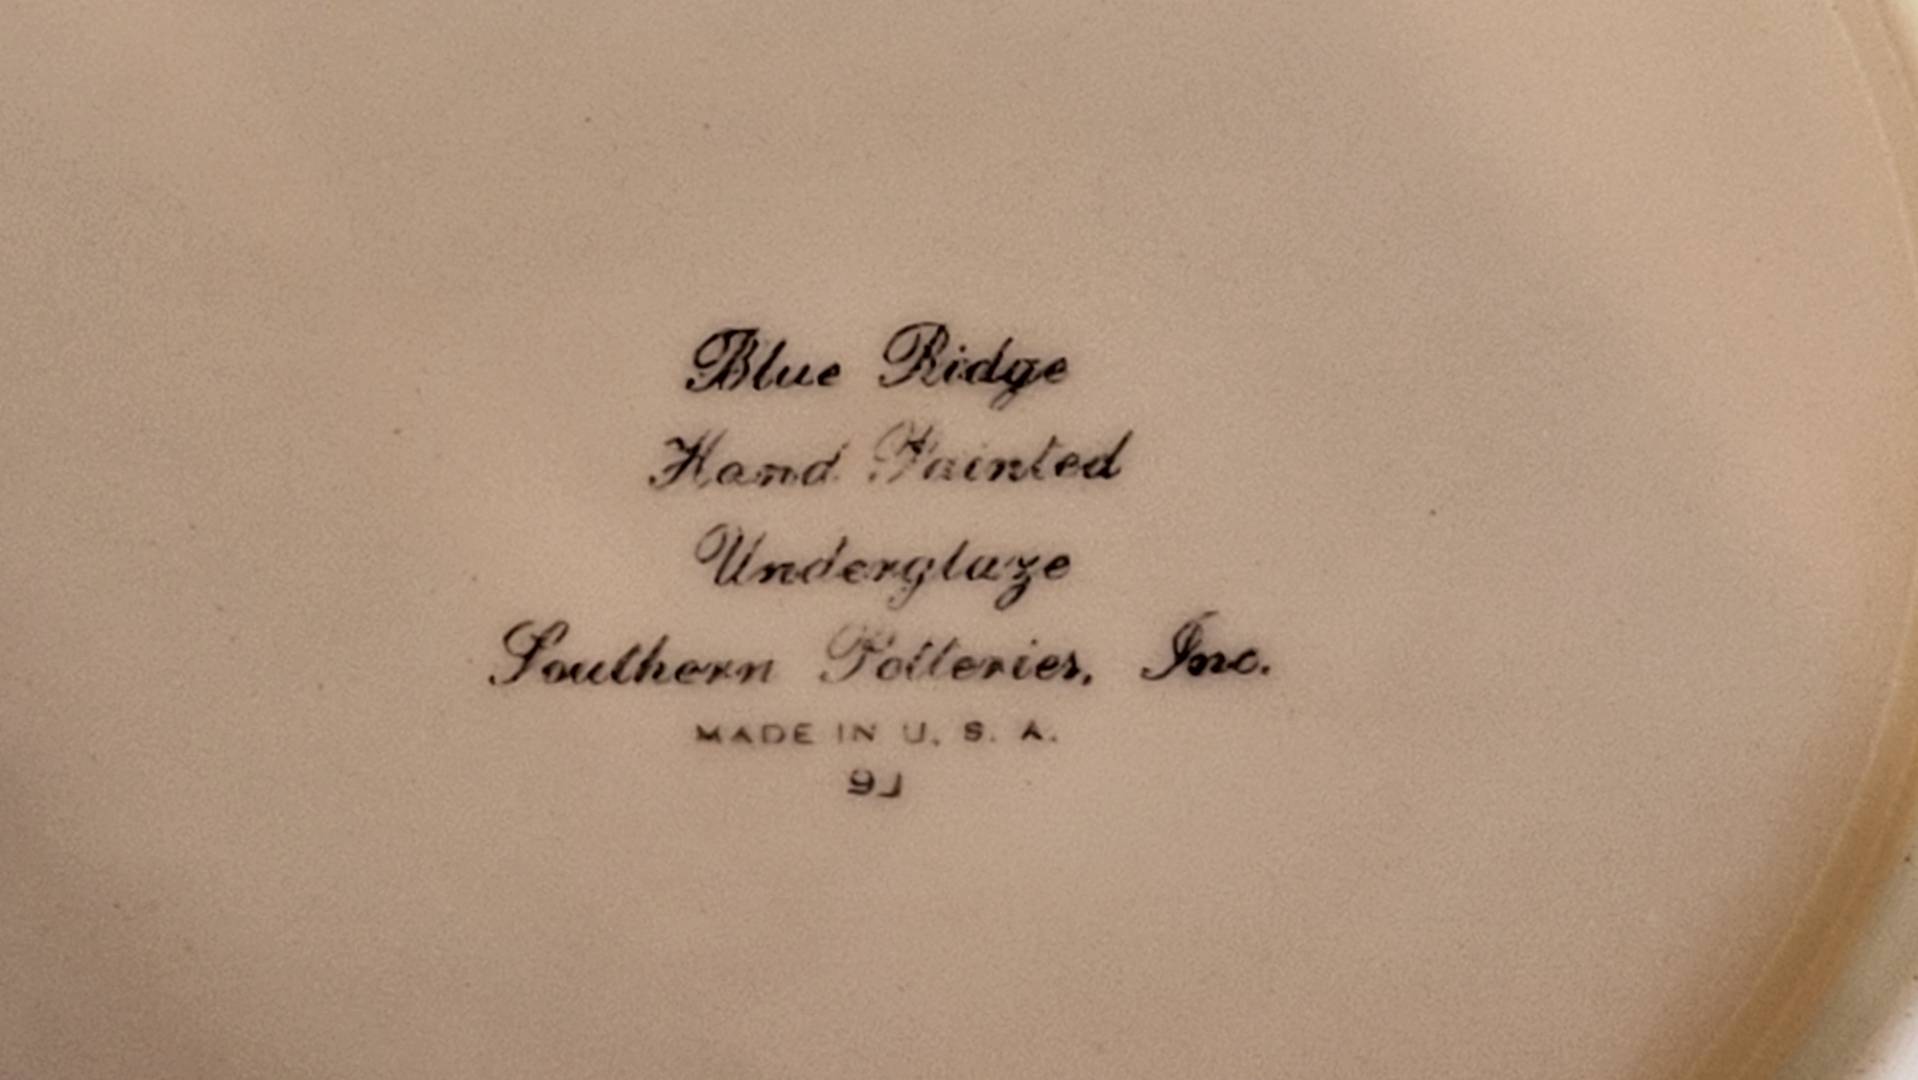 Blue Ridge
Hand Painted
Underglaze
Southern Potteries, Inc.
MADE IN U. S. A.
9J